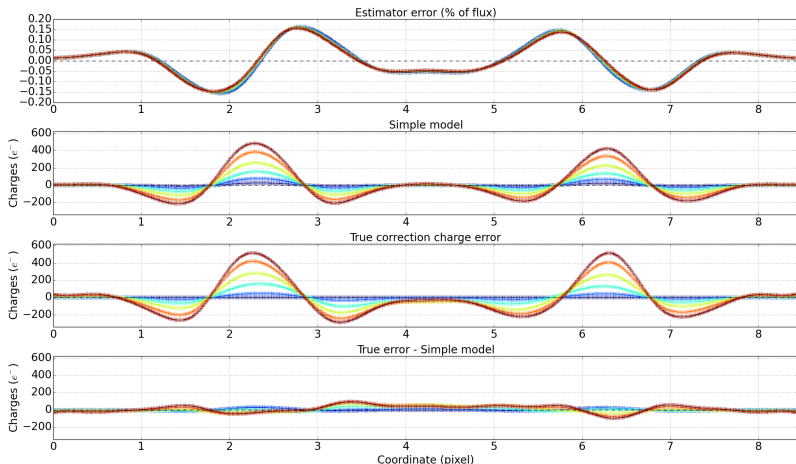 Estimator error (% of flux)
0.20
0.15
0.10
0.05
0.00
−0.05
−0.10
−0.15
−0.20
0 1 2 3 4 5 6 7 8
Simple model
Charges (e⁻)
600
400
200
0
−200
0 1 2 3 4 5 6 7 8
True correction charge error
Charges (e⁻)
600
400
200
0
−200
0 1 2 3 4 5 6 7 8
True error - Simple model
Charges (e⁻)
600
400
200
0
−200
0 1 2 3 4 5 6 7 8
Coordinate (pixel)